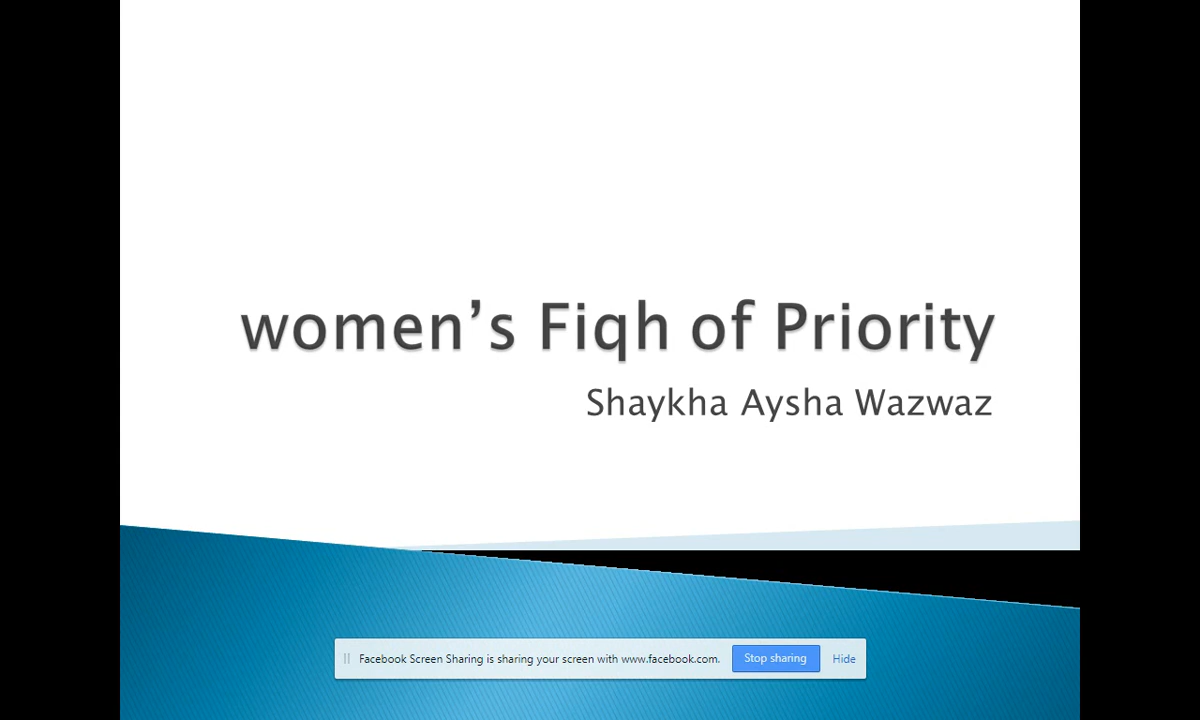 women’s Fiqh of Priority
Shaykha Aysha Wazwaz
Facebook Screen Sharing is sharing your screen with www.facebook.com. Stop sharing Hide